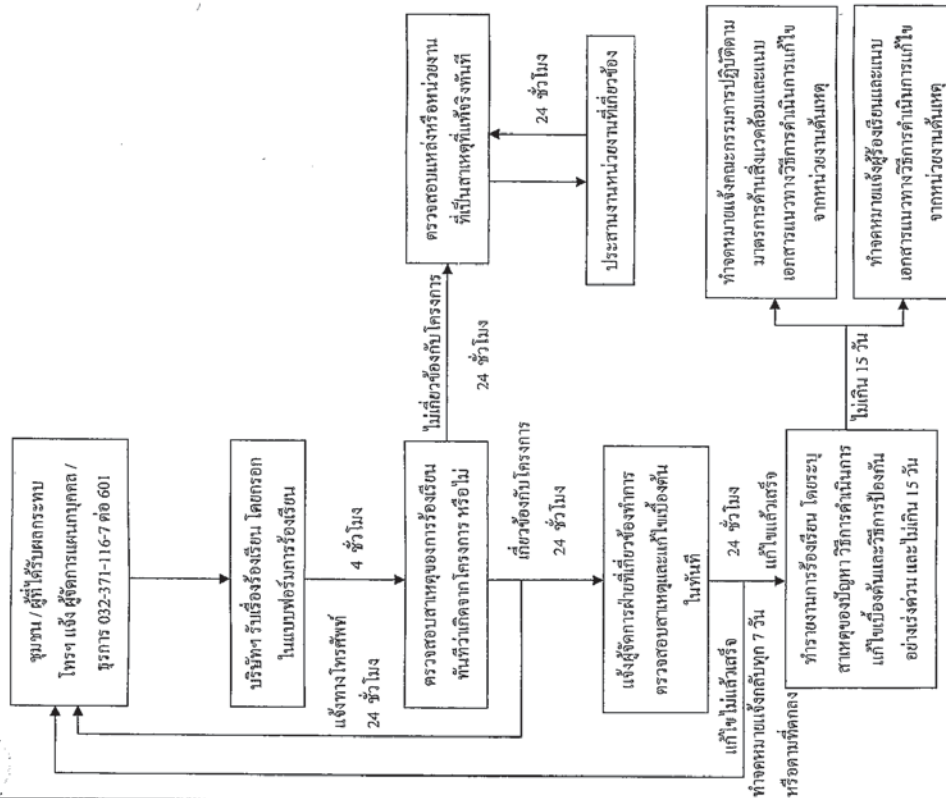 ชุมชน / ผู้ที่ได้รับผลกระทบ
โทรฯ แจ้ง ผู้จัดการแผนกบุคคล /
ธุรการ 032-371-116-7 ต่อ 601
บริษัทฯ รับเรื่องร้องเรียน โดยกรอก
ในแบบฟอร์มการร้องเรียน
แจ้งทางโทรศัพท์
24 ชั่วโมง
4 ชั่วโมง
ตรวจสอบสาเหตุของการร้องเรียน
ทันทีว่าเกิดจากโครงการ หรือไม่
ไม่เกี่ยวข้องกับโครงการ
24 ชั่วโมง
ตรวจสอบแหล่งหรือหน่วยงาน
ที่เป็นสาเหตุที่แท้จริงทันที
24 ชั่วโมง
ประสานงานหน่วยงานที่เกี่ยวข้อง
เกี่ยวข้องกับโครงการ
24 ชั่วโมง
แจ้งผู้จัดการฝ่ายที่เกี่ยวข้องทำการ
ตรวจสอบสาเหตุและแก้ไขเบื้องต้น
ในทันที
แก้ไขไม่แล้วเสร็จ
ทำจดหมายแจ้งกลับทุก 7 วัน
หรือตามที่ตกลง
24 ชั่วโมง
แก้ไขแล้วเสร็จ
ทำรายงานการร้องเรียน โดยระบุ
สาเหตุของปัญหา วิธีการดำเนินการ
แก้ไขเบื้องต้นและวิธีการป้องกัน
อย่างเร่งด่วน และไม่เกิน 15 วัน
ไม่เกิน 15 วัน
ทำจดหมายแจ้งคณะกรรมการปฏิบัติตาม
มาตรการด้านสิ่งแวดล้อมและแนบ
เอกสารแนวทางวิธีการดำเนินการแก้ไข
จากหน่วยงานต้นเหตุ
ทำจดหมายแจ้งผู้ร้องเรียนและแนบ
เอกสารแนวทางวิธีการดำเนินการแก้ไข
จากหน่วยงานต้นเหตุ